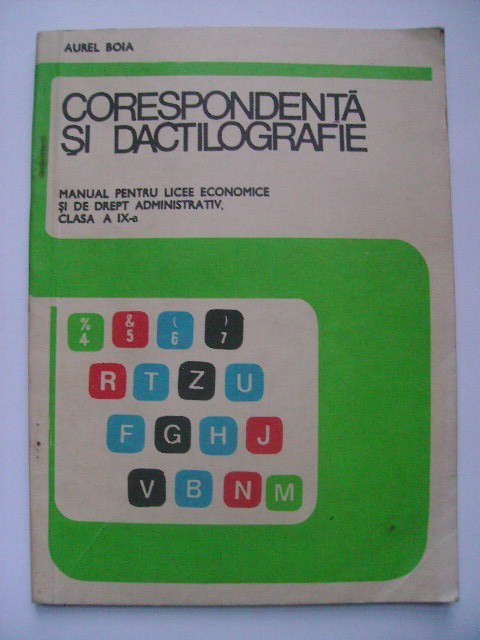 AUREL BOIA
CORESPONDENȚĂ
ȘI DACTILOGRAFIE
MANUAL PENTRU LICEE ECONOMICE
ȘI DE DREPT ADMINISTRATIV,
CLASA A IX-a
% & ( )
4 5 6 7
R T Z U
F G H J
V B N M